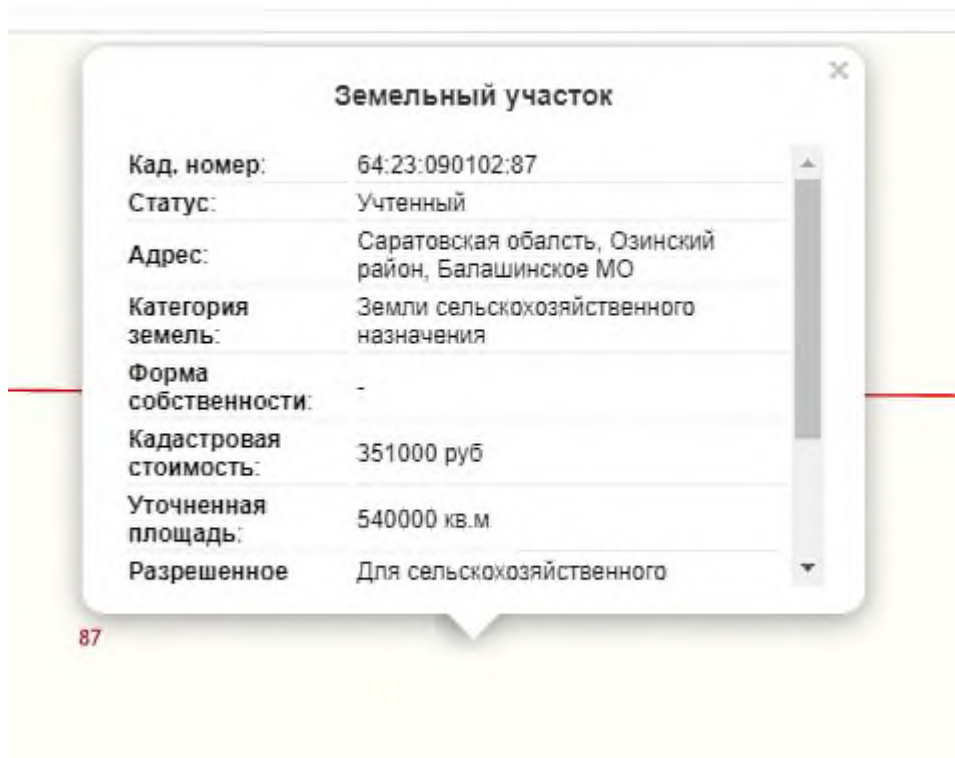 Земельный участок
Кад. номер: 64:23:090102:87
Статус: Учтенный
Адрес: Саратовская обалсть, Озинский
район, Балашинское МО
Категория
земель: Земли сельскохозяйственного
назначения
Форма
собственности: -
Кадастровая
стоимость: 351000 руб
Уточненная
площадь: 540000 кв.м
Разрешенное Для сельскохозяйственного
87